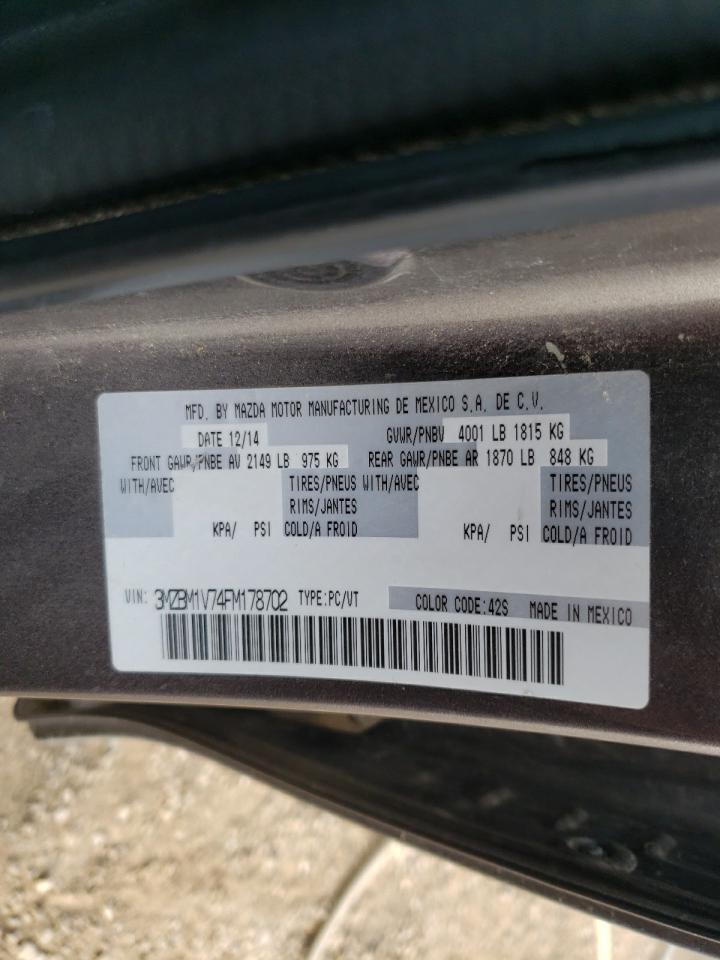 MFD. BY MAZDA MOTOR MANUFACTURING DE MEXICO S.A. DE C.V.
DATE 12/14 GVWR/PNBV 4001 LB 1815 KG
FRONT GAWR/PNBE AV 2149 LB 975 KG REAR GAWR/PNBE AR 1870 LB 848 KG
WITH/AVEC TIRES/PNEUS WITH/AVEC TIRES/PNEUS
RIMS/JANTES RIMS/JANTES
KPA/ PSI COLD/A FROID KPA/ PSI COLD/A FROID
VIN: 3MZBM1V74FM178702 TYPE:PC/VT COLOR CODE:42S MADE IN MEXICO